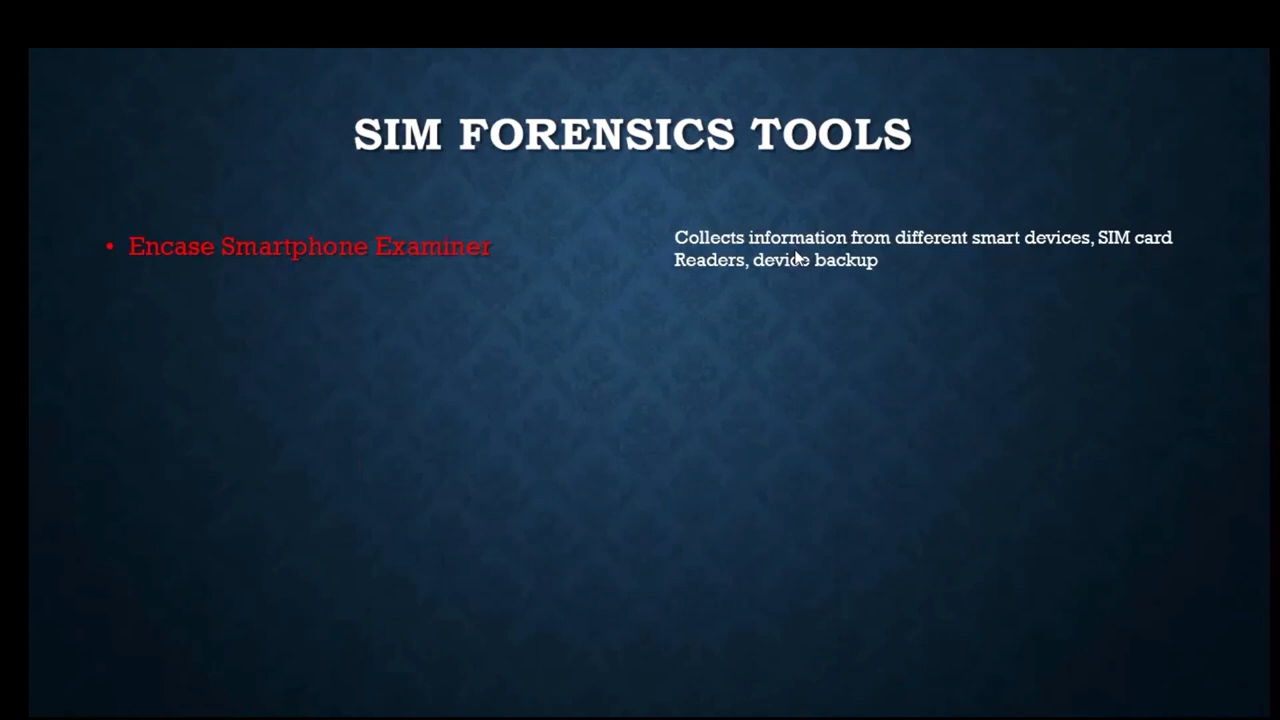 SIM FORENSICS TOOLS
• Encase Smartphone Examiner
Collects information from different smart devices, SIM card
Readers, device backup